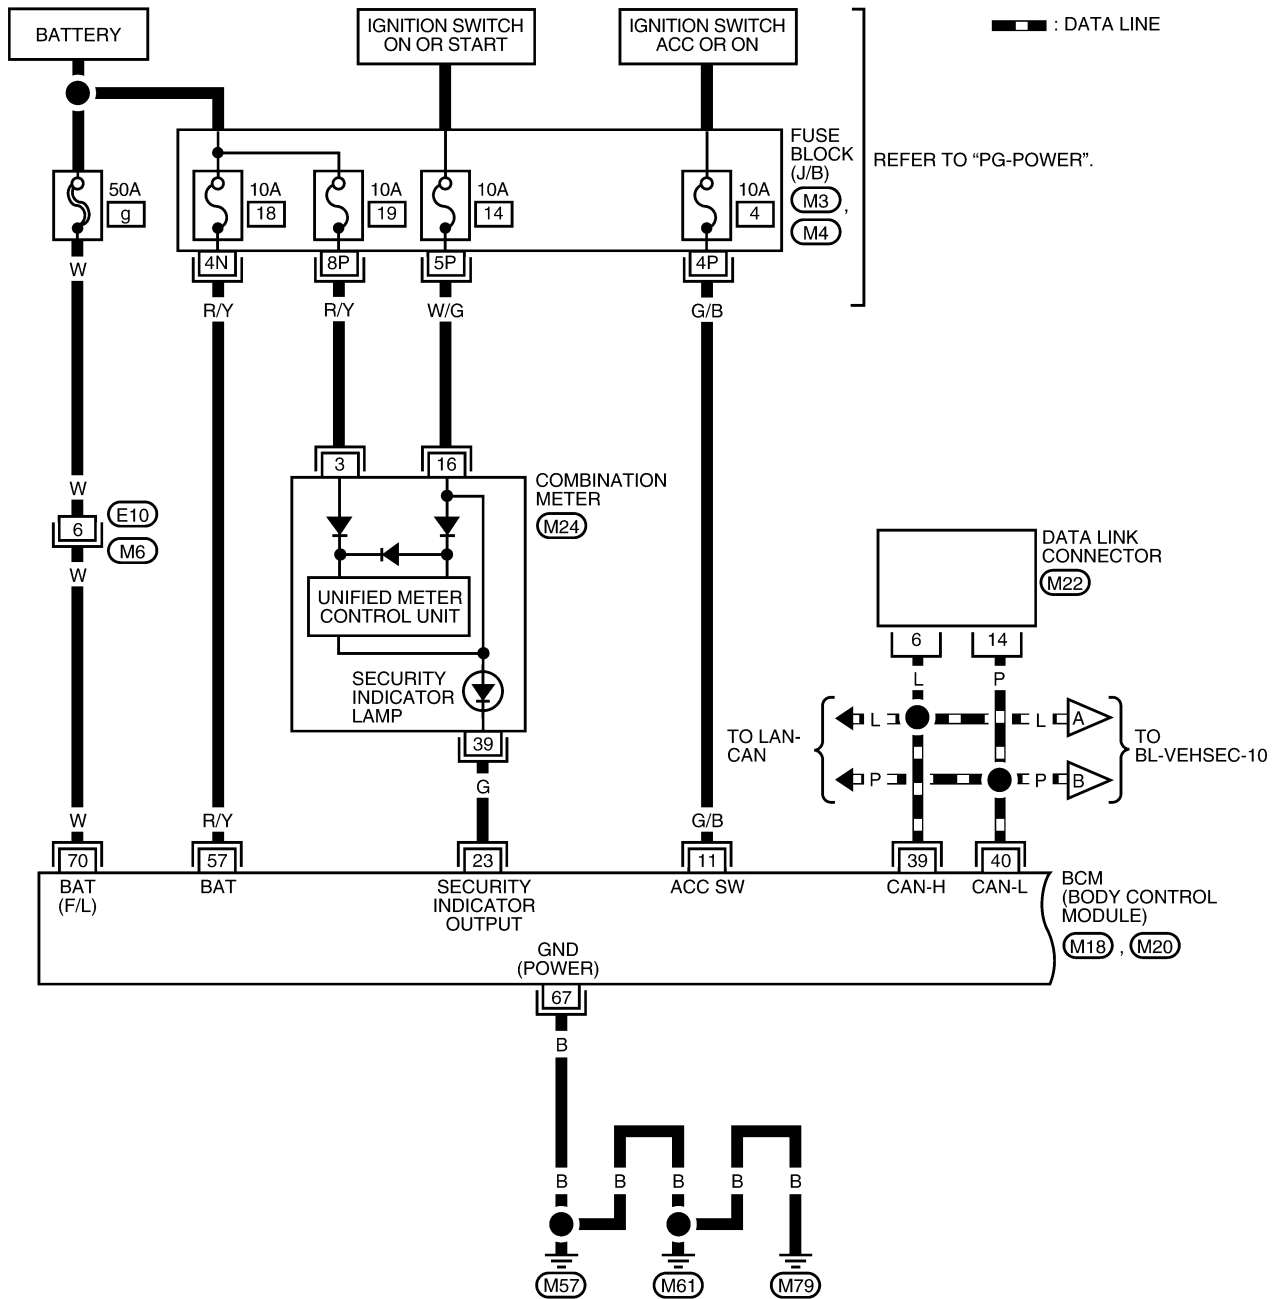 BATTERY
IGNITION SWITCH
ON OR START
IGNITION SWITCH
ACC OR ON
: DATA LINE
FUSE
BLOCK
(J/B)
M3 ,
M4
REFER TO “PG-POWER”.
50A
g
10A
18
10A
19
10A
14
10A
4
4N
8P
5P
4P
W
R/Y
R/Y
W/G
G/B
3
16
COMBINATION
METER
M24
W
6
E10
M6
W
UNIFIED METER
CONTROL UNIT
SECURITY
INDICATOR
LAMP
39
G
DATA LINK
CONNECTOR
M22
6
14
L
P
TO LAN-
CAN
L
L
A
P
P
B
TO
BL-VEHSEC-10
W
R/Y
G/B
70
57
23
11
39
40
BAT
(F/L)
BAT
SECURITY
INDICATOR
OUTPUT
ACC SW
CAN-H
CAN-L
BCM
(BODY CONTROL
MODULE)
M18 , M20
GND
(POWER)
67
B
B
B
B
B
B
M57
M61
M79